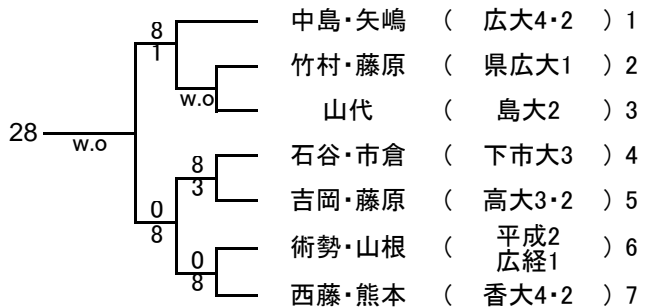 中島・矢嶋 ( 広大4・2 ) 1
8
1
竹村・藤原 ( 県広大1 ) 2
w.o
山代 ( 島大2 ) 3
28
w.o
石谷・市倉 ( 下市大3 ) 4
8
3
吉岡・藤原 ( 高大3・2 ) 5
0
8
術勢・山根 ( 平成2 広経1 ) 6
0
8
西藤・熊本 ( 香大4・2 ) 7